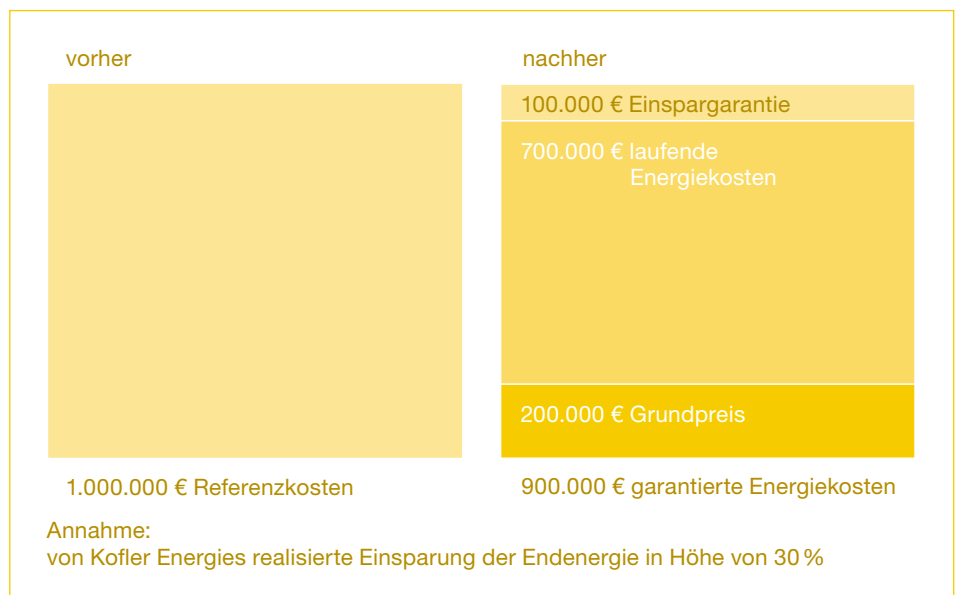 vorher
nachher
100.000 € Einspargarantie
700.000 € laufende
Energiekosten
200.000 € Grundpreis
1.000.000 € Referenzkosten
900.000 € garantierte Energiekosten
Annahme:
von Kofler Energies realisierte Einsparung der Endenergie in Höhe von 30 %